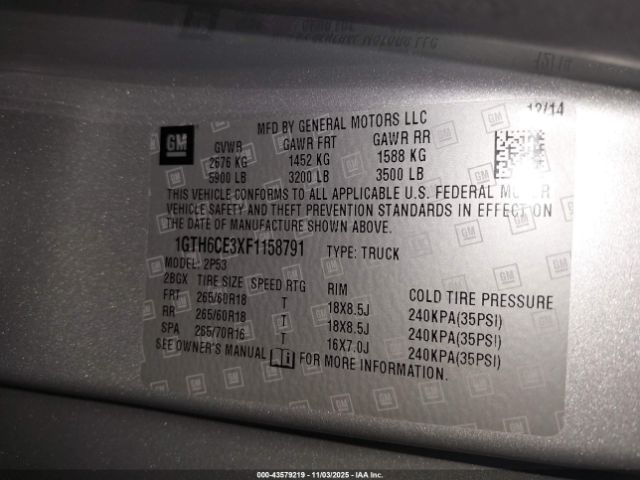 GENERAL MOTORS LLC
12/14
MFD BY GENERAL MOTORS LLC
GM
GVWR GAWR FRT GAWR RR
2676 KG 1452 KG 1588 KG
5900 LB 3200 LB 3500 LB
THIS VEHICLE CONFORMS TO ALL APPLICABLE U.S. FEDERAL MOTOR
VEHICLE SAFETY AND THEFT PREVENTION STANDARDS IN EFFECT ON
THE DATE OF MANUFACTURE SHOWN ABOVE.
1GTH6CE3XF1158791 TYPE: TRUCK
MODEL: 2P53
2BGX TIRE SIZE SPEED RTG RIM COLD TIRE PRESSURE
FRT 265/60R18 T 18X8.5J 240KPA(35PSI)
RR 265/60R18 T 18X8.5J 240KPA(35PSI)
SPA 265/70R16 T 16X7.0J 240KPA(35PSI)
SEE OWNER'S MANUAL FOR MORE INFORMATION.
000-43579219 - 11/03/2025 - IAA Inc.